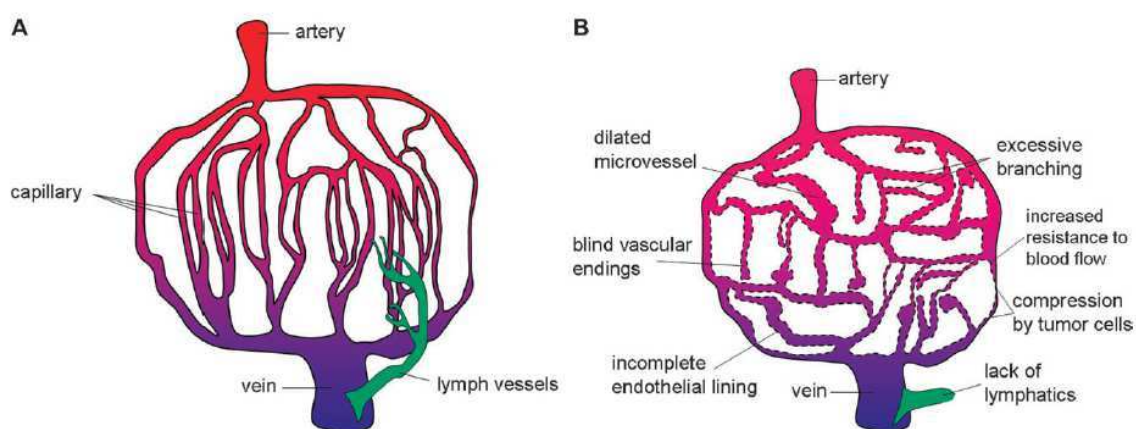 A
artery
capillary
vein
lymph vessels
B
artery
dilated
microvessel
excessive
branching
increased
resistance to
blood flow
blind vascular
endings
compression
by tumor cells
incomplete
endothelial lining
vein
lack of
lymphatics